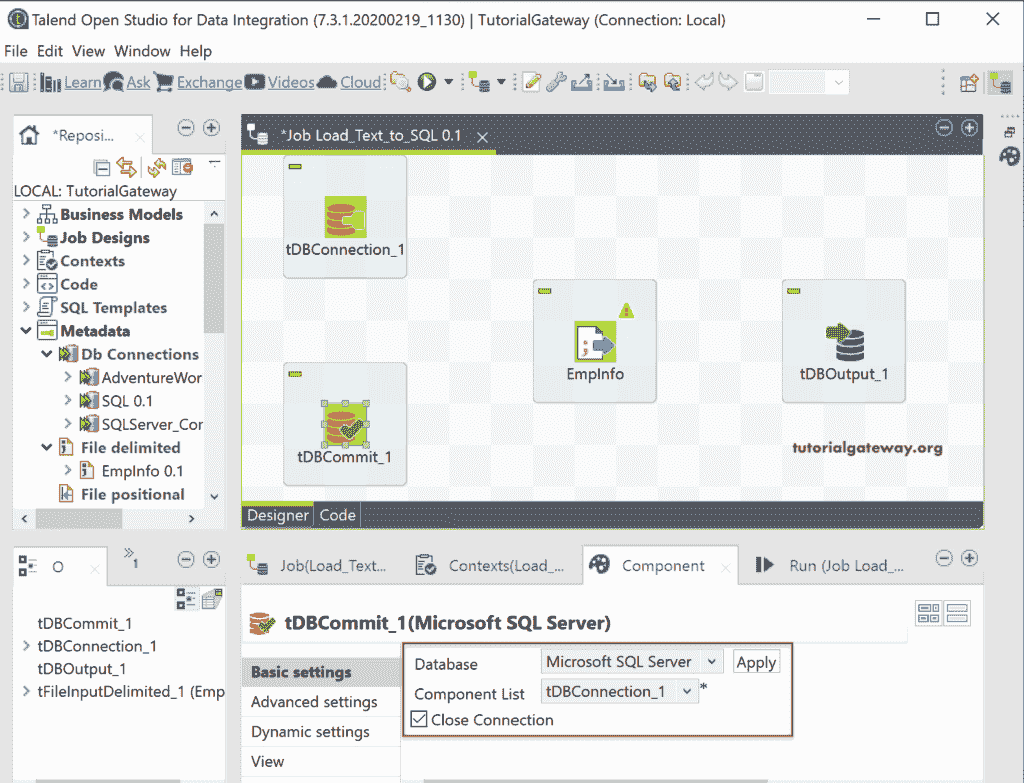 Talend Open Studio for Data Integration (7.3.1.20200219_1130) | TutorialGateway (Connection: Local)
File Edit View Window Help
Learn Ask Exchange Videos Cloud
*Reposi...
*Job Load_Text_to_SQL 0.1
LOCAL: TutorialGateway
Business Models
Job Designs
Contexts
Code
SQL Templates
Metadata
Db Connections
AdventureWor
SQL 0.1
SQLServer_Cor
File delimited
EmpInfo 0.1
File positional
tDBConnection_1
EmpInfo
tDBOutput_1
tDBCommit_1
tutorialgateway.org
Designer Code
O
1
tDBCommit_1
tDBConnection_1
tDBOutput_1
tFileInputDelimited_1 (Emp
Job(Load_Text... Contexts(Load_... Component Run (Job Load_...
tDBCommit_1(Microsoft SQL Server)
Basic settings
Advanced settings
Dynamic settings
View
Database Microsoft SQL Server Apply
Component List tDBConnection_1 *
Close Connection